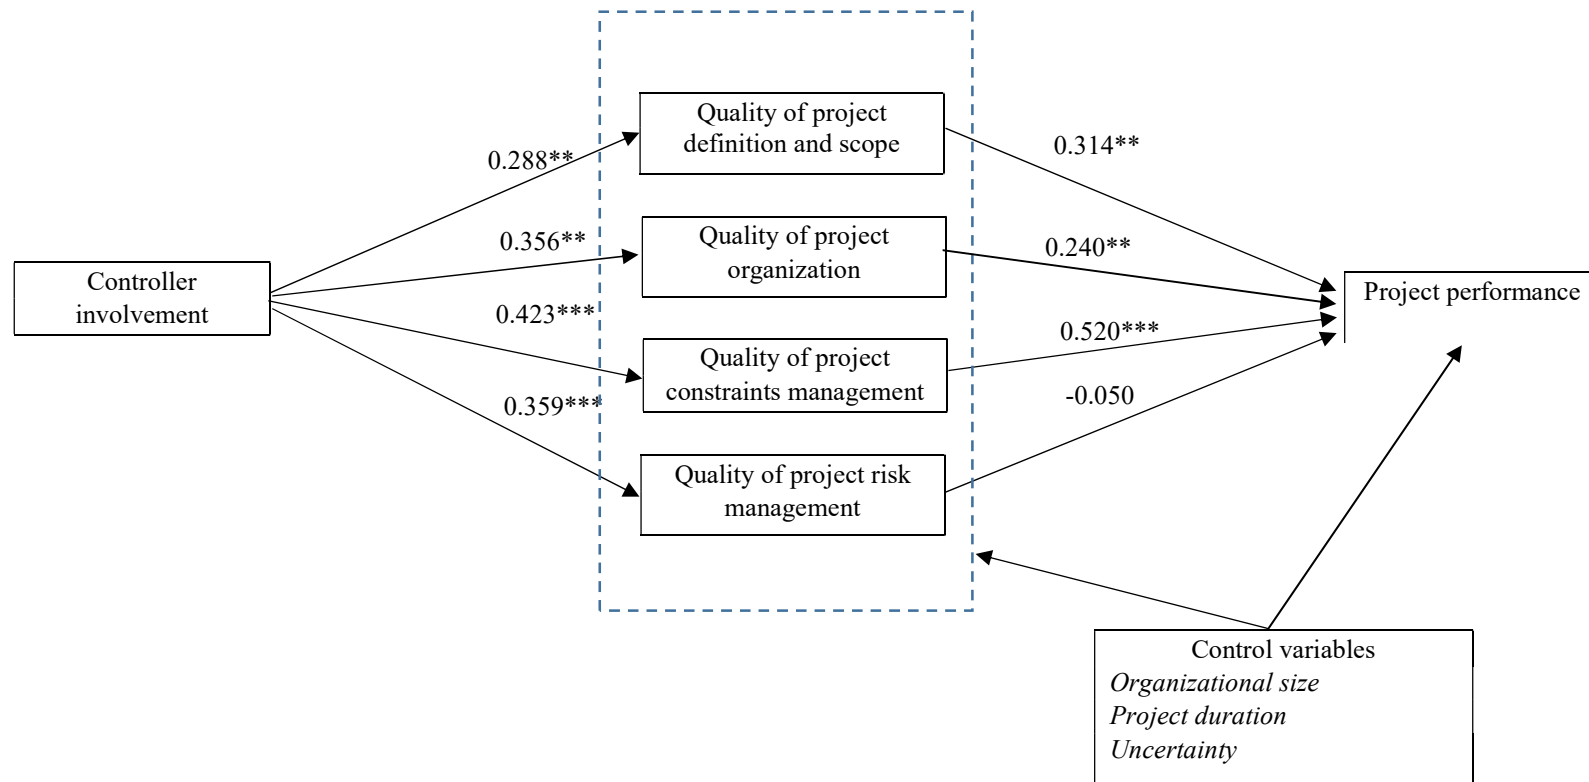 Quality of project
definition and scope
0.288**
0.314**
Quality of project
organization
0.356**
0.240**
Controller
involvement
Project performance
0.423***
0.520***
Quality of project
constraints management
0.359***
-0.050
Quality of project risk
management
Control variables
Organizational size
Project duration
Uncertainty